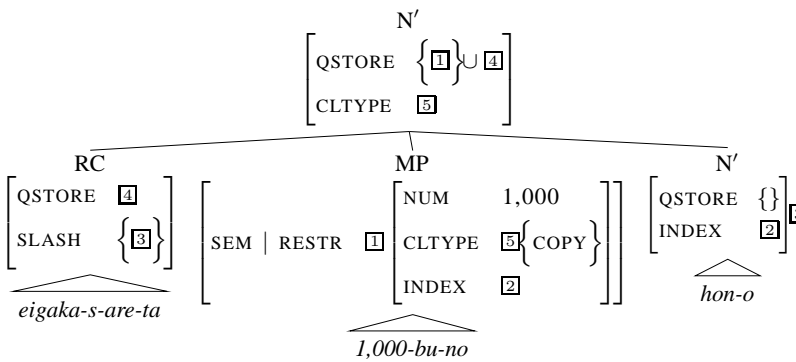 N′
QSTORE { 1 } ∪ 4
CLTYPE 5
RC MP N′
QSTORE 4
SLASH { 3 }
SEM | RESTR 1
NUM 1,000
CLTYPE 5 { COPY }
INDEX 2
QSTORE {}
INDEX 2
eigaka-s-are-ta
1,000-bu-no
hon-o